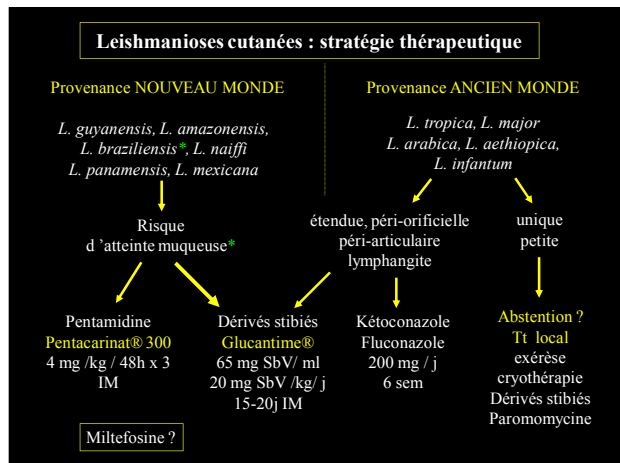 Leishmanioses cutanées : stratégie thérapeutique
Provenance NOUVEAU MONDE
L. guyanensis, L. amazonensis,
L. braziliensis*, L. naiffi
L. panamensis, L. mexicana
Risque
d ’atteinte muqueuse*
Pentamidine
Pentacarinat® 300
4 mg /kg / 48h x 3
IM
Miltefosine ?
Provenance ANCIEN MONDE
L. tropica, L. major
L. arabica, L. aethiopica,
L. infantum
étendue, péri-orificielle
péri-articulaire
lymphangite
unique
petite
Dérivés stibiés
Glucantime®
65 mg SbV/ ml
20 mg SbV /kg/ j
15-20j IM
Kétoconazole
Fluconazole
200 mg / j
6 sem
Abstention ?
Tt local
exérèse
cryothérapie
Dérivés stibiés
Paromomycine